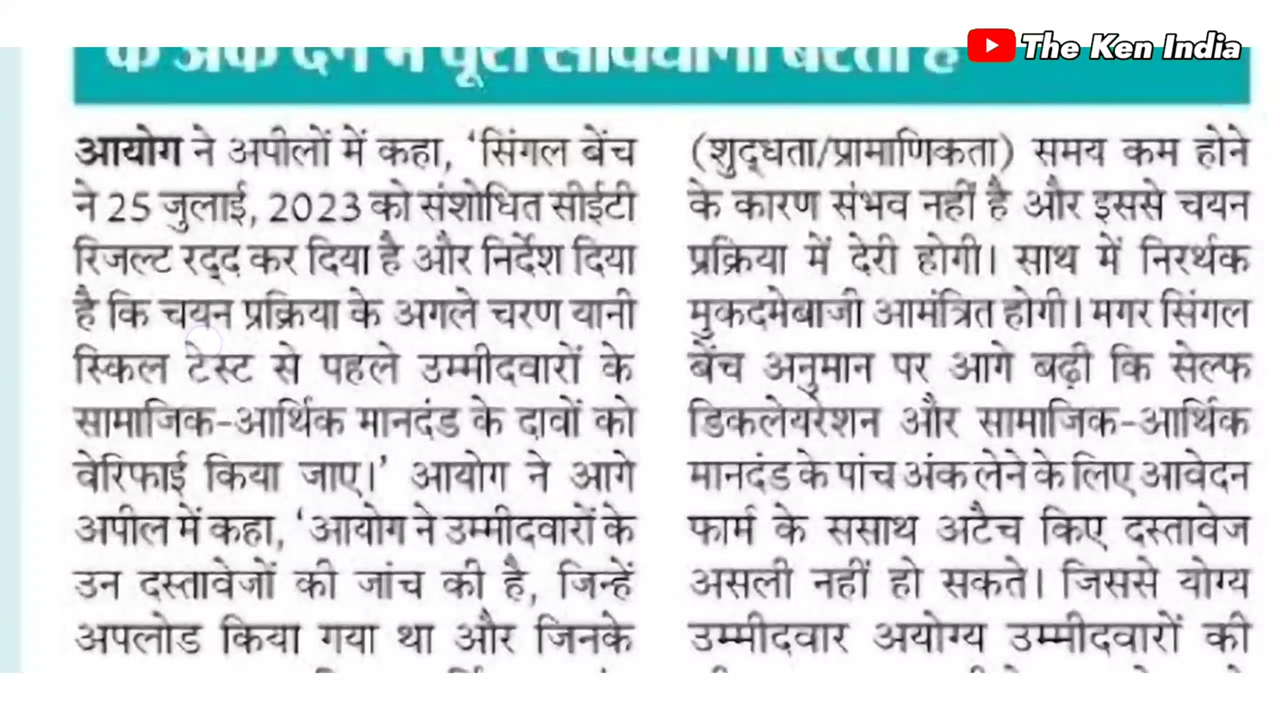 The Ken India
आयोग ने अपीलों में कहा, ‘सिंगल बेंच
ने 25 जुलाई, 2023 को संशोधित सीईटी
रिजल्ट रद्द कर दिया है और निर्देश दिया
है कि चयन प्रक्रिया के अगले चरण यानी
स्किल टेस्ट से पहले उम्मीदवारों के
सामाजिक-आर्थिक मानदंड के दावों को
वेरिफाई किया जाए।’ आयोग ने आगे
अपील में कहा, ‘आयोग ने उम्मीदवारों के
उन दस्तावेजों की जांच की है, जिन्हें
अपलोड किया गया था और जिनके
(शुद्धता/प्रामाणिकता) समय कम होने
के कारण संभव नहीं है और इससे चयन
प्रक्रिया में देरी होगी। साथ में निरर्थक
मुकदमेबाजी आमंत्रित होगी। मगर सिंगल
बेंच अनुमान पर आगे बढ़ी कि सेल्फ
डिकलेयरेशन और सामाजिक-आर्थिक
मानदंड के पांच अंक लेने के लिए आवेदन
फार्म के ससाथ अटैच किए दस्तावेज
असली नहीं हो सकते। जिससे योग्य
उम्मीदवार अयोग्य उम्मीदवारों की